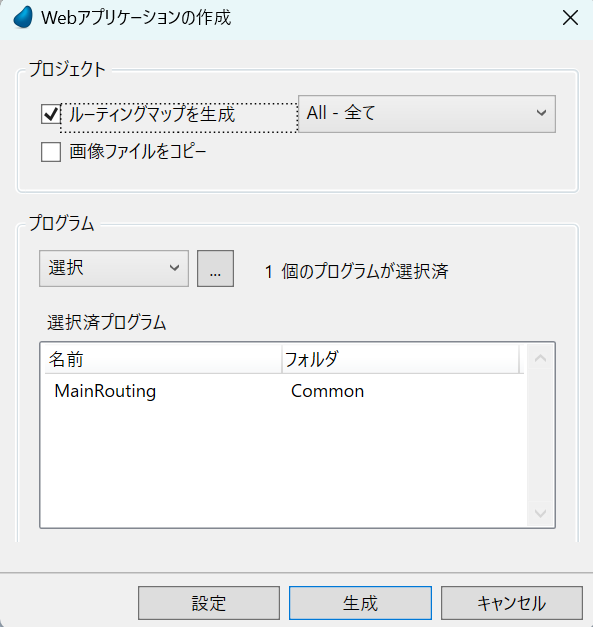 Webアプリケーションの作成
プロジェクト
ルーティングマップを生成 All - 全て
画像ファイルをコピー
プログラム
選択 ... 1 個のプログラムが選択済
選択済プログラム
名前 フォルダ
MainRouting Common
設定 生成 キャンセル